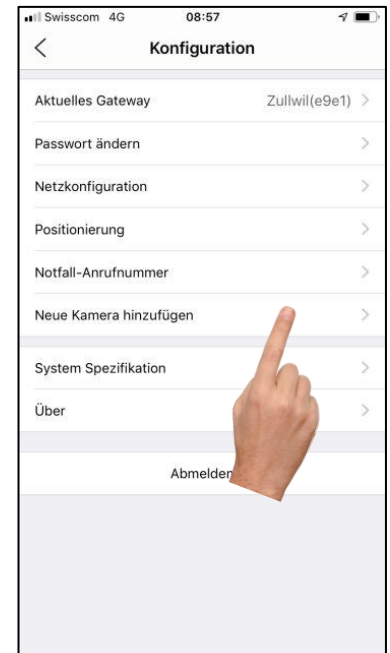 Swisscom 4G 08:57
Konfiguration
Aktuelles Gateway Zullwil(e9e1)
Passwort ändern
Netzkonfiguration
Positionierung
Notfall-Anrufnummer
Neue Kamera hinzufügen
System Spezifikation
Über
Abmelden